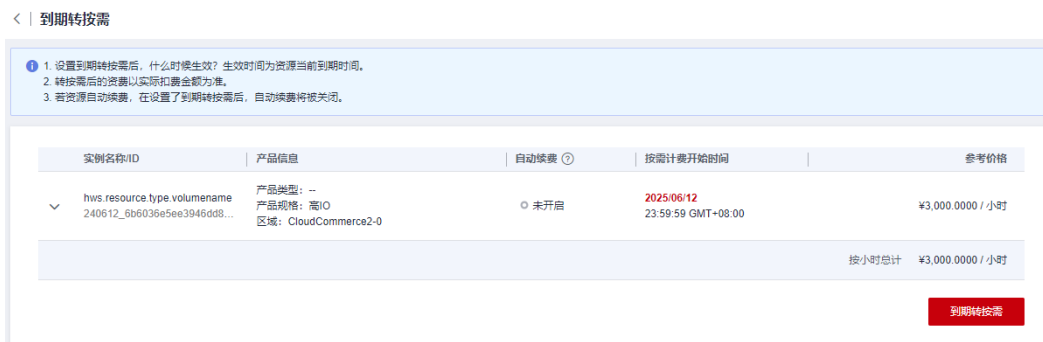 到期转按需
1. 设置到期转按需后，什么时候生效？生效时间为资源当前到期时间。
2. 转按需后的资费以实际扣费金额为准。
3. 若资源自动续费，在设置了到期转按需后，自动续费将被关闭。
实例名称/ID 产品信息 自动续费 按需计费开始时间 参考价格
hws.resource.type.volumename
240612_6b6036e5ee3946dd8...
产品类型：--
产品规格：高IO
区域：CloudCommerce2-0
未开启
2025/06/12
23:59:59 GMT+08:00
¥3,000.0000 / 小时
按小时总计 ¥3,000.0000 / 小时
到期转按需